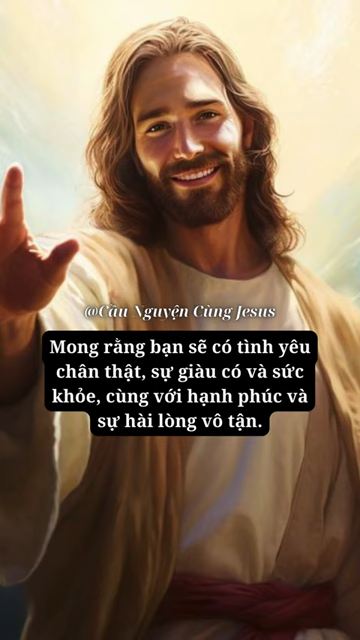 @Cầu Nguyện Cùng Jesus
Mong rằng bạn sẽ có tình yêu
chân thật, sự giàu có và sức
khỏe, cùng với hạnh phúc và
sự hài lòng vô tận.